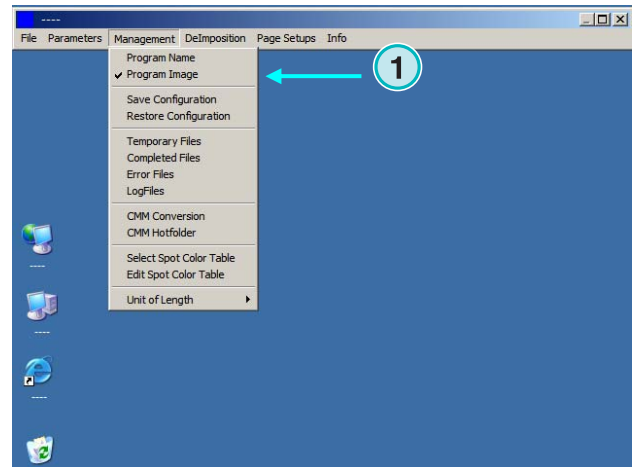 ----
File Parameters Management DeImposition Page Setups Info
Program Name
✔ Program Image
1
Save Configuration
Restore Configuration
Temporary Files
Completed Files
Error Files
LogFiles
CMM Conversion
CMM Hotfolder
Select Spot Color Table
Edit Spot Color Table
Unit of Length
----
----
----